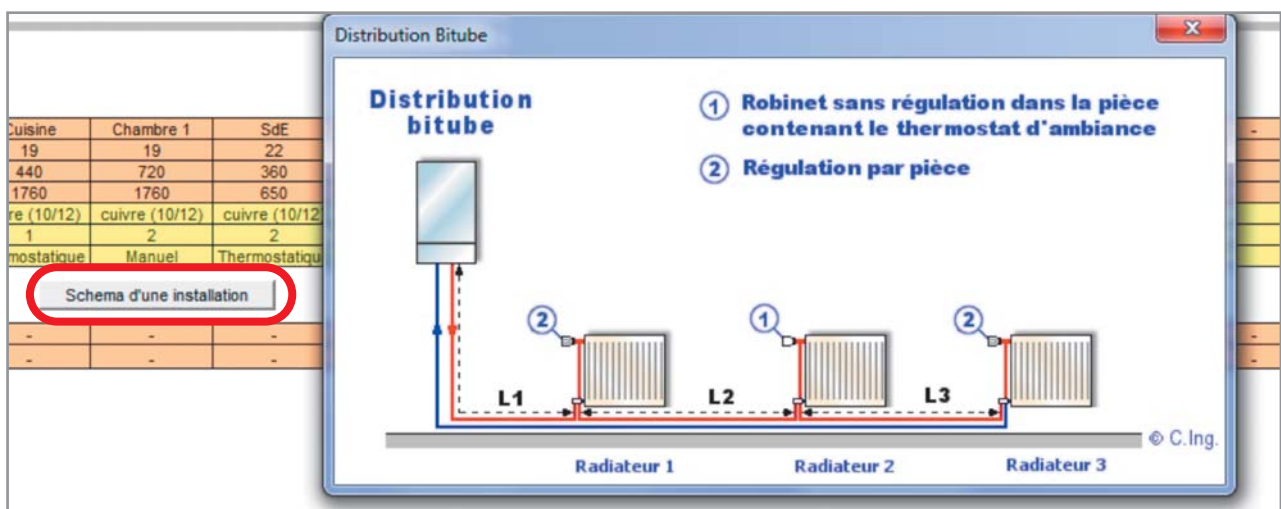 Distribution Bitube
x
Distribution
bitube
1 Robinet sans régulation dans la pièce
contenant le thermostat d'ambiance
2 Régulation par pièce
Cuisine Chambre 1 SdE -
19 19 22
440 720 360
1760 1760 650
re (10/12) cuivre (10/12) cuivre (10/12
1 2 2
mostatique Manuel Thermostatiqu
Schema d'une installation
- - - -
- - - -
2 1 2
L1 L2 L3
© C.Ing.
Radiateur 1 Radiateur 2 Radiateur 3